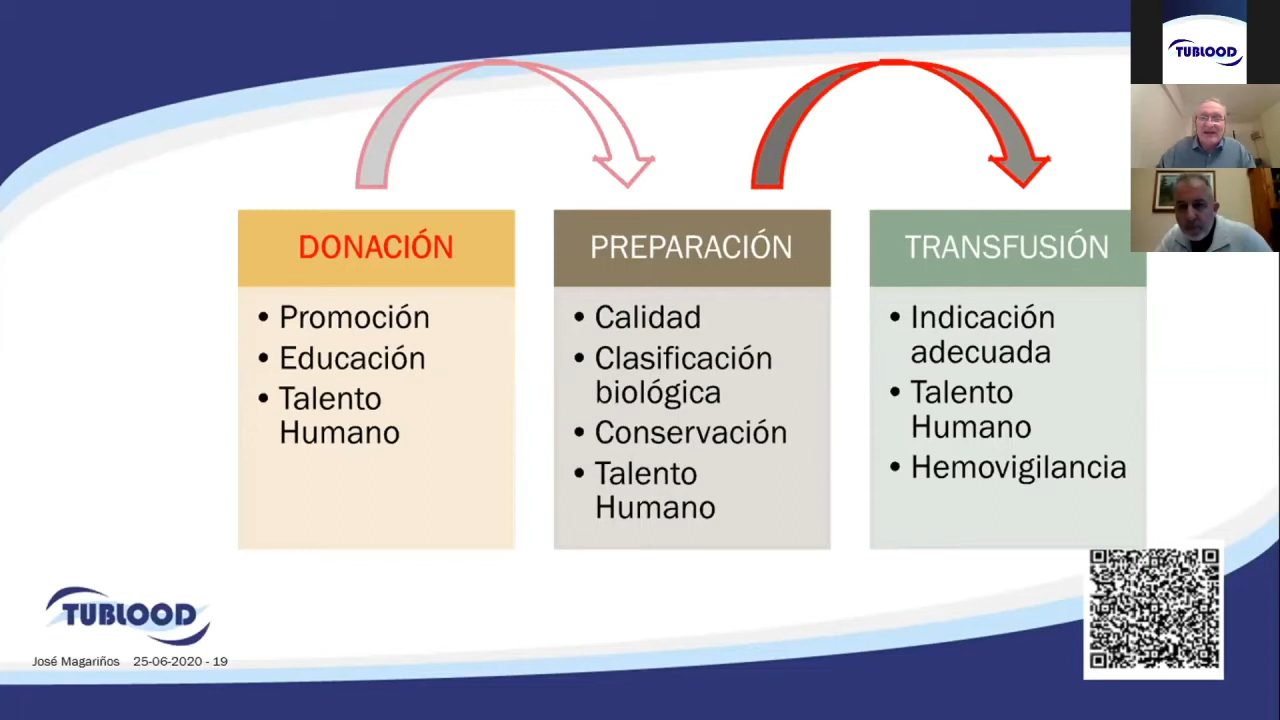 TUBLOOD
DONACIÓN
• Promoción
• Educación
• Talento
Humano
PREPARACIÓN
• Calidad
• Clasificación
biológica
• Conservación
• Talento
Humano
TRANSFUSIÓN
• Indicación
adecuada
• Talento
Humano
• Hemovigilancia
TUBLOOD
José Magariños 25-06-2020 - 19